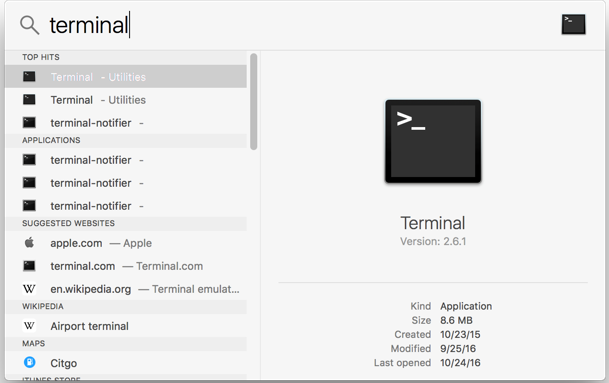 terminal
TOP HITS
Terminal - Utilities
Terminal - Utilities
terminal-notifier -
APPLICATIONS
terminal-notifier -
terminal-notifier -
terminal-notifier -
SUGGESTED WEBSITES
apple.com — Apple
terminal.com — Terminal.com
W en.wikipedia.org — Terminal emulat...
WIKIPEDIA
W Airport terminal
MAPS
Citgo
ITUNES STORE
>_
Terminal
Version: 2.6.1
Kind Application
Size 8.6 MB
Created 10/23/15
Modified 9/25/16
Last opened 10/24/16